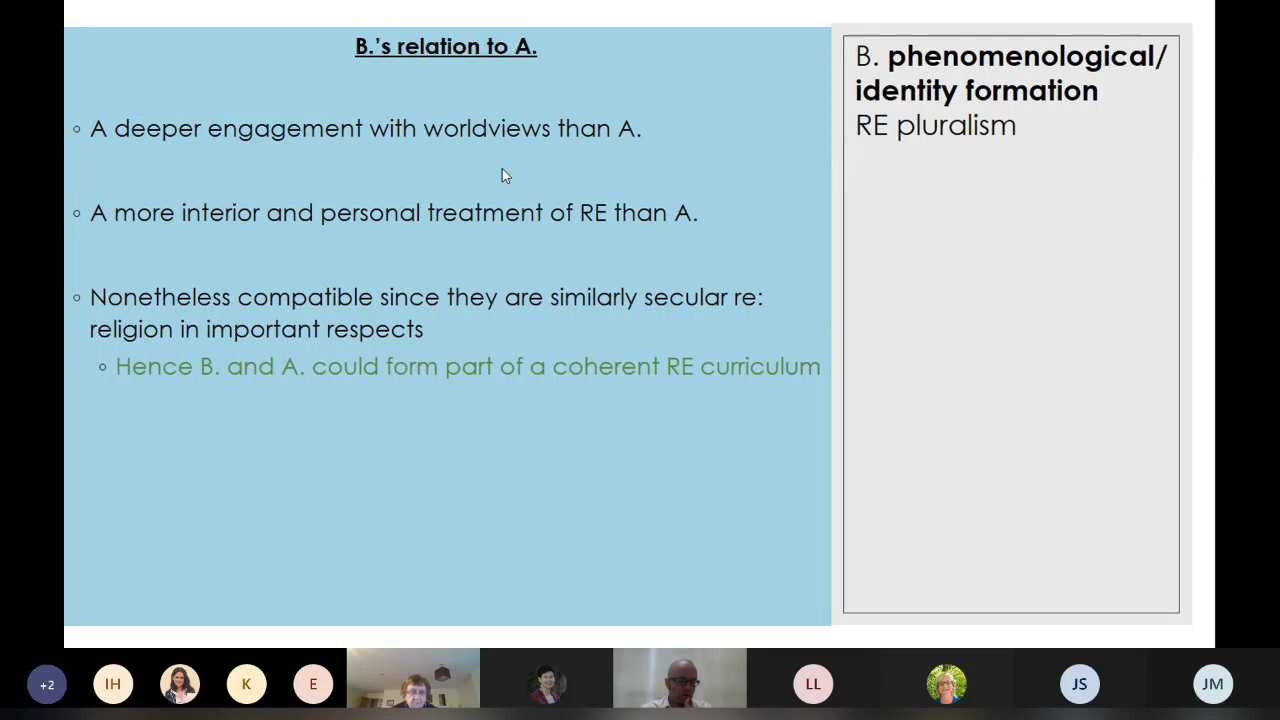 B.'s relation to A.
◦ A deeper engagement with worldviews than A.
◦ A more interior and personal treatment of RE than A.
◦ Nonetheless compatible since they are similarly secular re:
religion in important respects
◦ Hence B. and A. could form part of a coherent RE curriculum
B. phenomenological/
identity formation
RE pluralism
+2
IH
K
E
LL
JS
JM